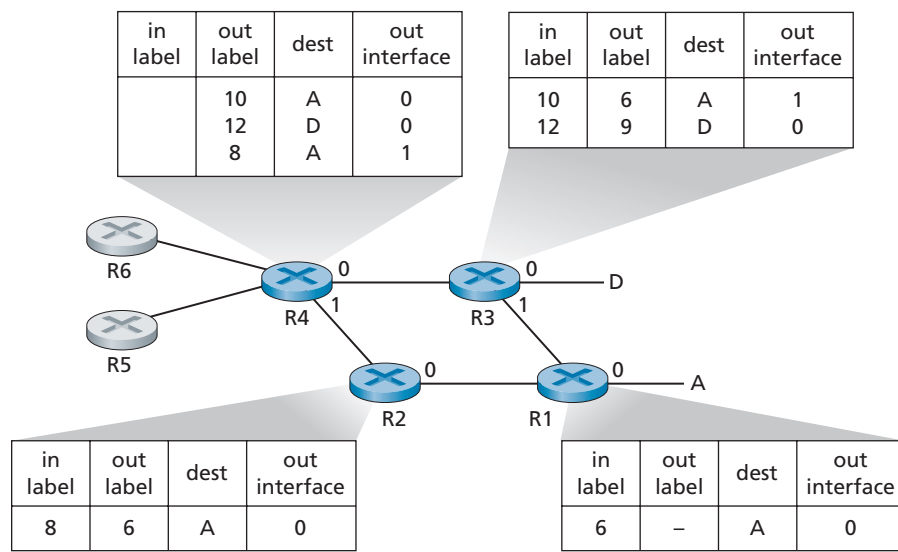 in label out label dest out interface
10 A 0
12 D 0
8 A 1
in label out label dest out interface
10 6 A 1
12 9 D 0
R6
R5
R4
0
1
R3
0
1
D
R2
0
R1
0
A
in label out label dest out interface
8 6 A 0
in label out label dest out interface
6 – A 0